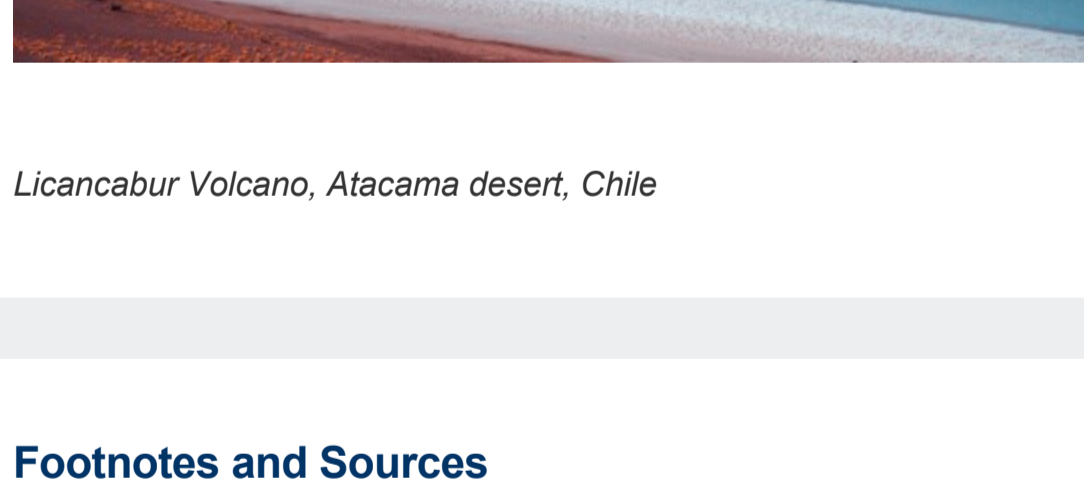 Licancabur Volcano, Atacama desert, Chile
Footnotes and Sources